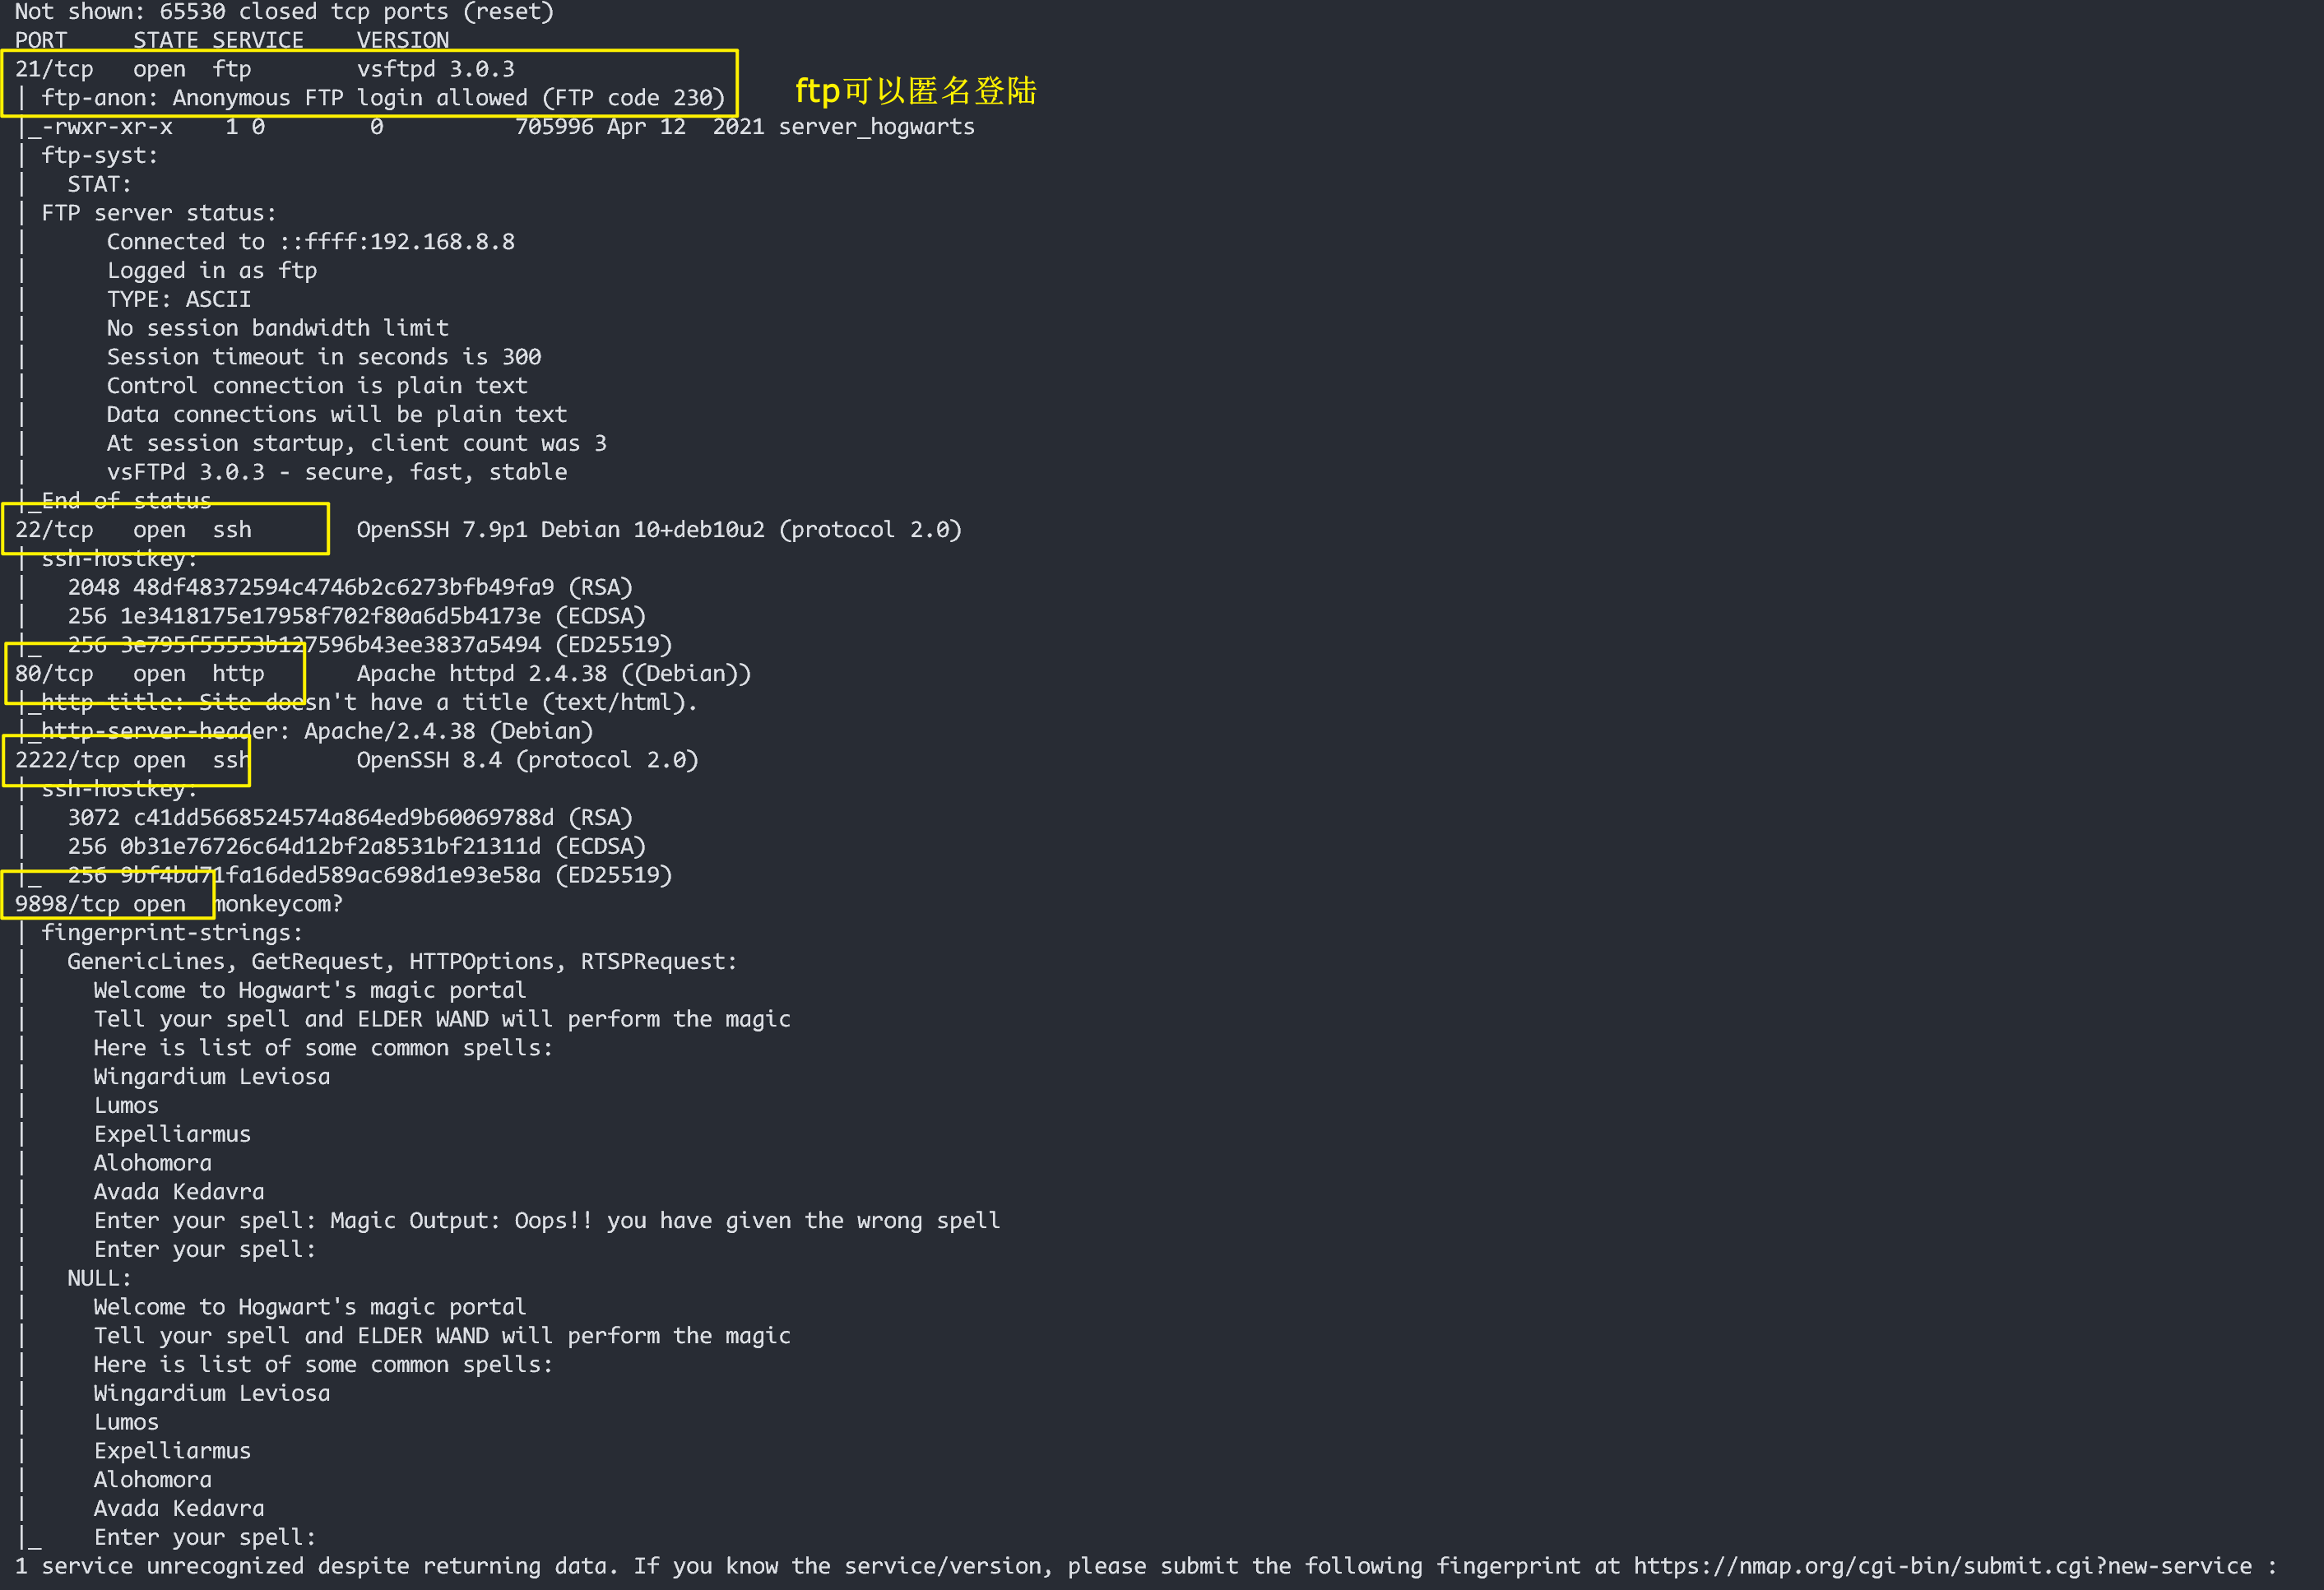 Not shown: 65530 closed tcp ports (reset)
PORT     STATE SERVICE    VERSION
21/tcp   open  ftp        vsftpd 3.0.3
| ftp-anon: Anonymous FTP login allowed (FTP code 230)
ftp可以匿名登陆
|_-rwxr-xr-x    1 0        0          705996 Apr 12  2021 server_hogwarts
| ftp-syst:
|   STAT:
| FTP server status:
|      Connected to ::ffff:192.168.8.8
|      Logged in as ftp
|      TYPE: ASCII
|      No session bandwidth limit
|      Session timeout in seconds is 300
|      Control connection is plain text
|      Data connections will be plain text
|      At session startup, client count was 3
|      vsFTPd 3.0.3 - secure, fast, stable
|_End of status
22/tcp   open  ssh        OpenSSH 7.9p1 Debian 10+deb10u2 (protocol 2.0)
| ssh-hostkey:
|   2048 48df48372594c4746b2c6273bfb49fa9 (RSA)
|   256 1e3418175e17958f702f80a6d5b4173e (ECDSA)
|_  256 3e795f55553b127596b43ee3837a5494 (ED25519)
80/tcp   open  http       Apache httpd 2.4.38 ((Debian))
|_http-title: Site doesn't have a title (text/html).
|_http-server-header: Apache/2.4.38 (Debian)
2222/tcp open  ssh        OpenSSH 8.4 (protocol 2.0)
| ssh-hostkey:
|   3072 c41dd5668524574a864ed9b60069788d (RSA)
|   256 0b31e76726c64d12bf2a8531bf21311d (ECDSA)
|_  256 9bf4bd71fa16ded589ac698d1e93e58a (ED25519)
9898/tcp open  monkeycom?
| fingerprint-strings:
|   GenericLines, GetRequest, HTTPOptions, RTSPRequest:
|     Welcome to Hogwart's magic portal
|     Tell your spell and ELDER WAND will perform the magic
|     Here is list of some common spells:
|     Wingardium Leviosa
|     Lumos
|     Expelliarmus
|     Alohomora
|     Avada Kedavra
|     Enter your spell: Magic Output: Oops!! you have given the wrong spell
|     Enter your spell:
|   NULL:
|     Welcome to Hogwart's magic portal
|     Tell your spell and ELDER WAND will perform the magic
|     Here is list of some common spells:
|     Wingardium Leviosa
|     Lumos
|     Expelliarmus
|     Alohomora
|     Avada Kedavra
|_    Enter your spell:
1 service unrecognized despite returning data. If you know the service/version, please submit the following fingerprint at https://nmap.org/cgi-bin/submit.cgi?new-service :